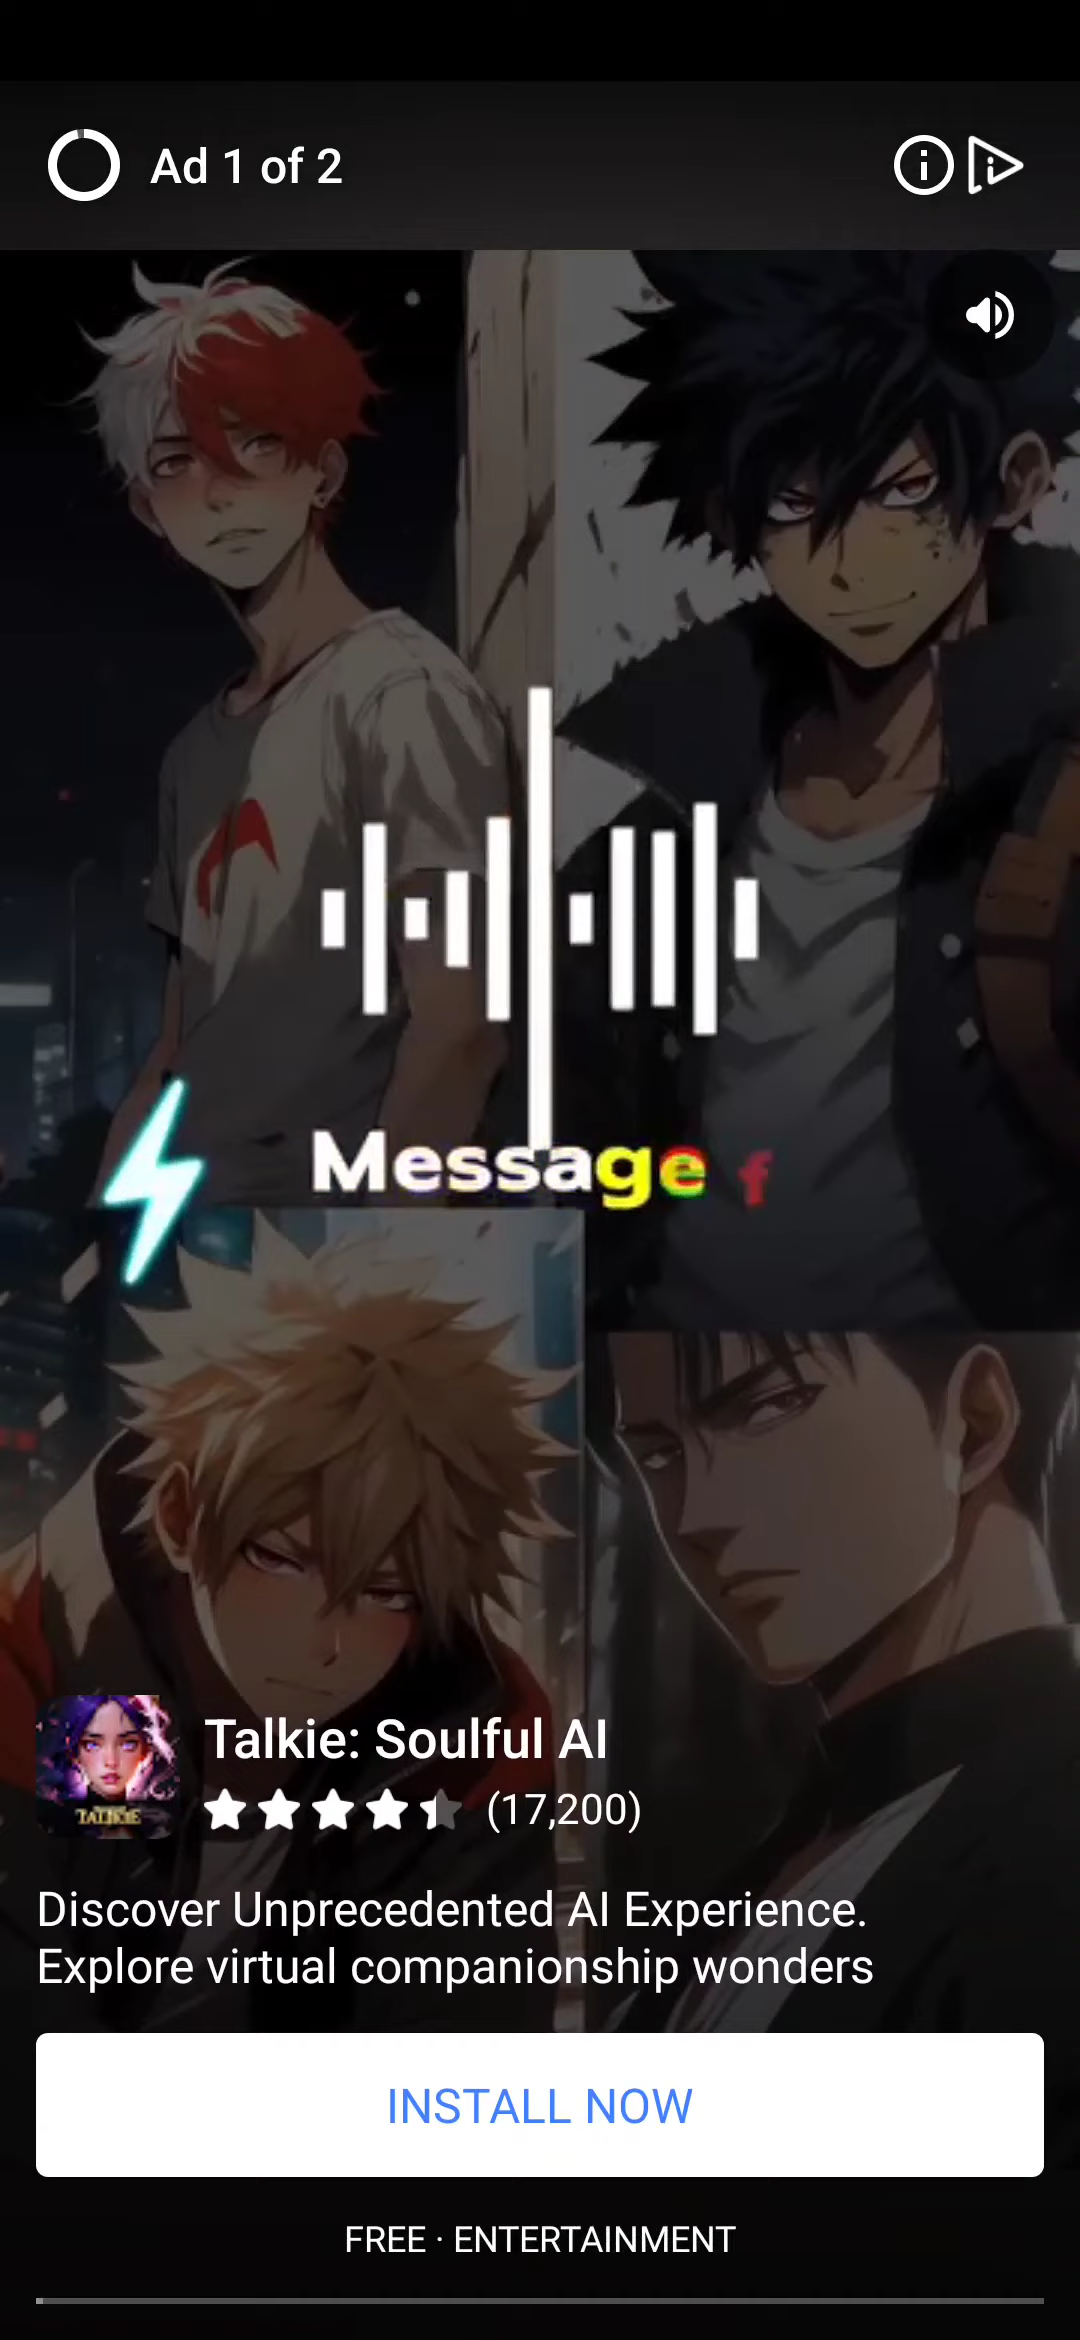 Ad 1 of 2
Message f
TALKIE
Talkie: Soulful AI
(17,200)
Discover Unprecedented AI Experience.
Explore virtual companionship wonders
INSTALL NOW
FREE · ENTERTAINMENT